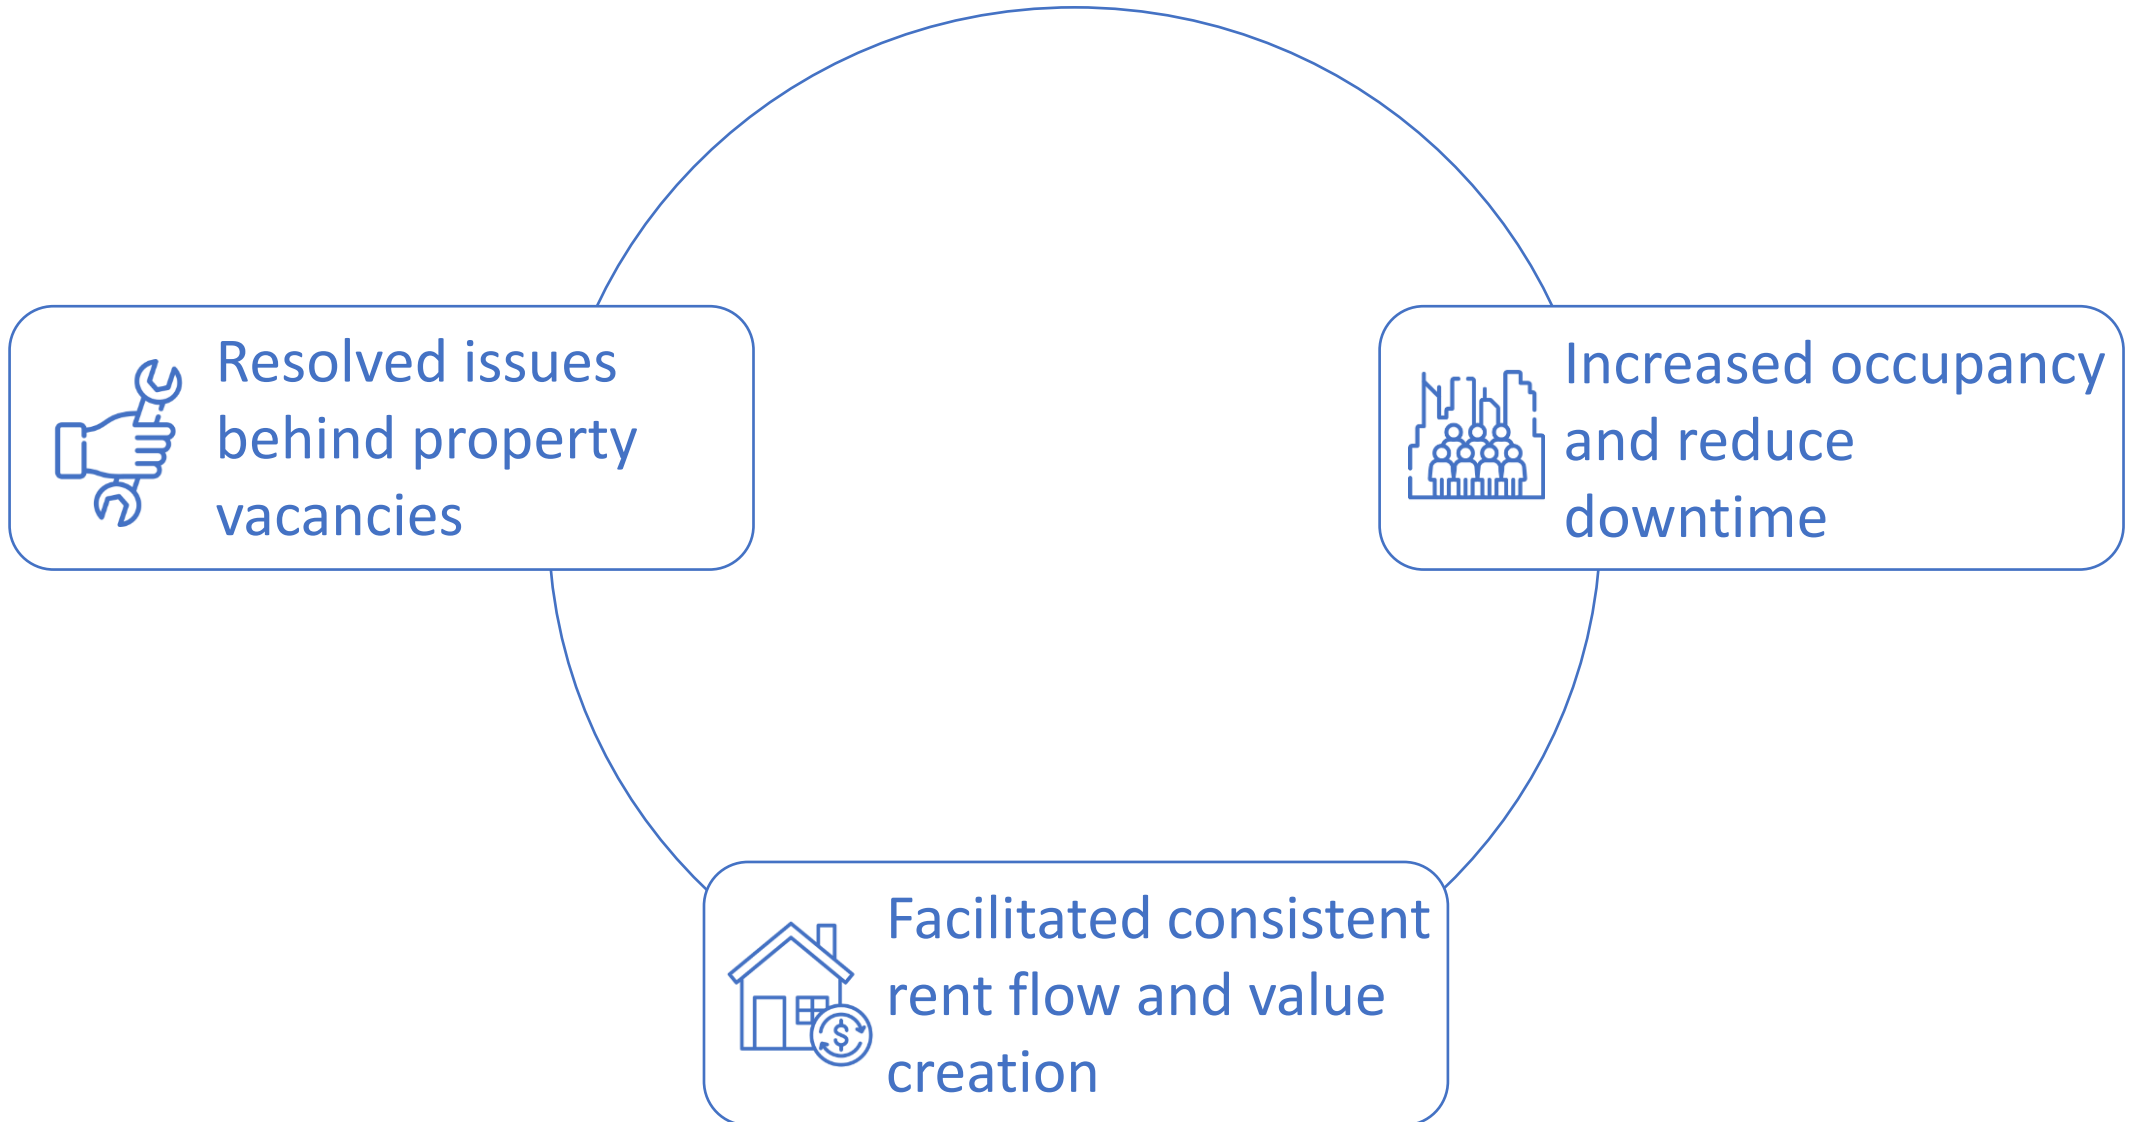 Resolved issues
behind property
vacancies
Increased occupancy
and reduce
downtime
Facilitated consistent
rent flow and value
creation
$